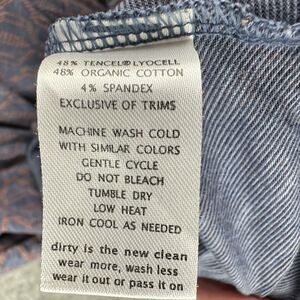 48% TENCEL® LYOCELL
48% ORGANIC COTTON
4% SPANDEX
EXCLUSIVE OF TRIMS
MACHINE WASH COLD
WITH SIMILAR COLORS
GENTLE CYCLE
DO NOT BLEACH
TUMBLE DRY
LOW HEAT
IRON COOL AS NEEDED
dirty is the new clean
wear more, wash less
wear it out or pass it on